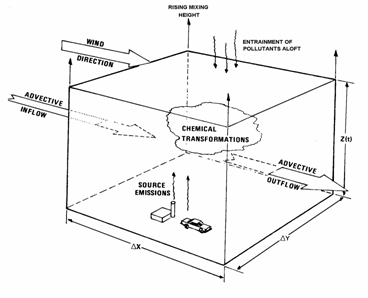 RISING MIXING
HEIGHT
WIND
DIRECTION
ENTRAINMENT OF
POLLUTANTS ALOFT
ADVECTIVE
INFLOW
CHEMICAL
TRANSFORMATIONS
Z(t)
ADVECTIVE
OUTFLOW
SOURCE
EMISSIONS
ΔX
ΔY